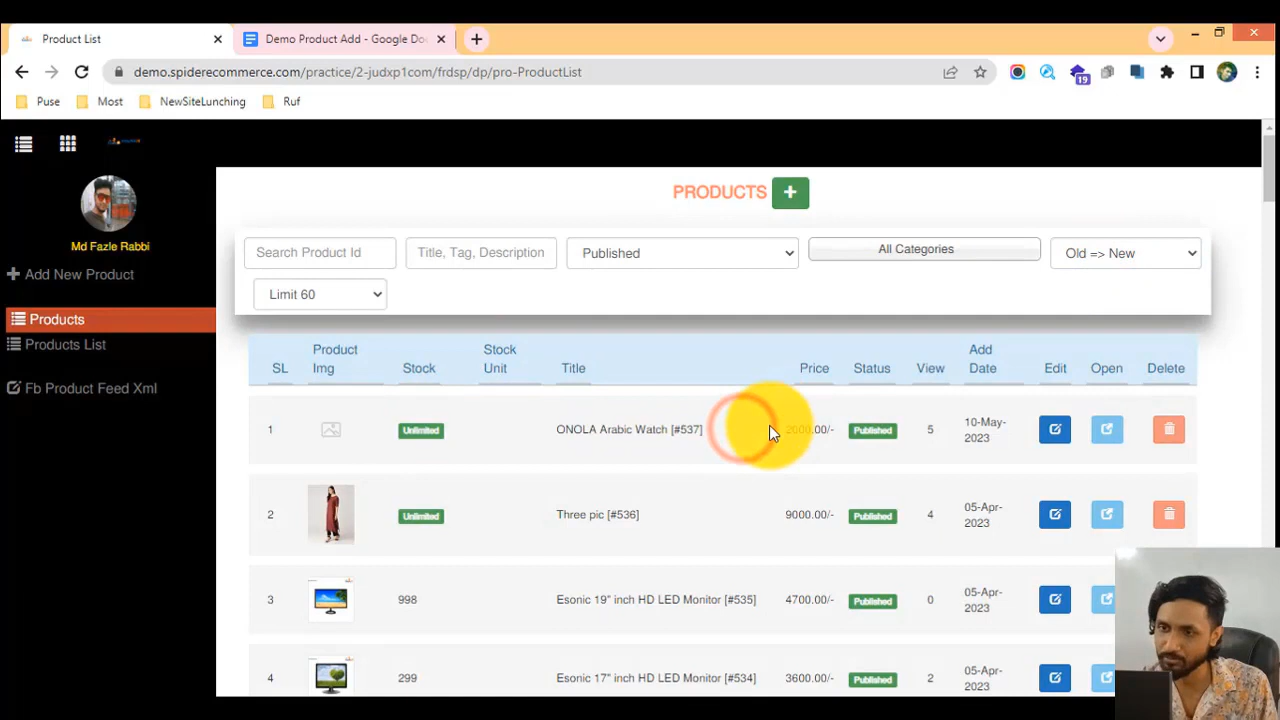 Product List
Demo Product Add - Google Do
demo.spiderecommerce.com/practice/2-judxp1com/frdsp/dp/pro-ProductList
19
Puse
Most
NewSiteLunching
Ruf
Md Fazle Rabbi
Add New Product
Products
Products List
Fb Product Feed Xml
PRODUCTS +
Search Product Id
Title, Tag, Description
Published
All Categories
Old => New
Limit 60
SL
Product Img
Stock
Stock Unit
Title
Price
Status
View
Add Date
Edit
Open
Delete
1 Unlimited ONOLA Arabic Watch [#537] 2000.00/- Published 5 10-May-2023
2 Unlimited Three pic [#536] 9000.00/- Published 4 05-Apr-2023
3 998 Esonic 19" inch HD LED Monitor [#535] 4700.00/- Published 0 05-Apr-2023
4 299 Esonic 17" inch HD LED Monitor [#534] 3600.00/- Published 2 05-Apr-2023